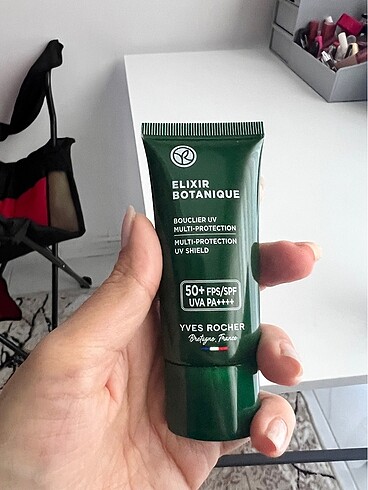 YR
ELIXIR
BOTANIQUE
BOUCLIER UV
MULTI-PROTECTION
MULTI-PROTECTION
UV SHIELD
50+ FPS/SPF
UVA PA++++
YVES ROCHER
Bretagne, France